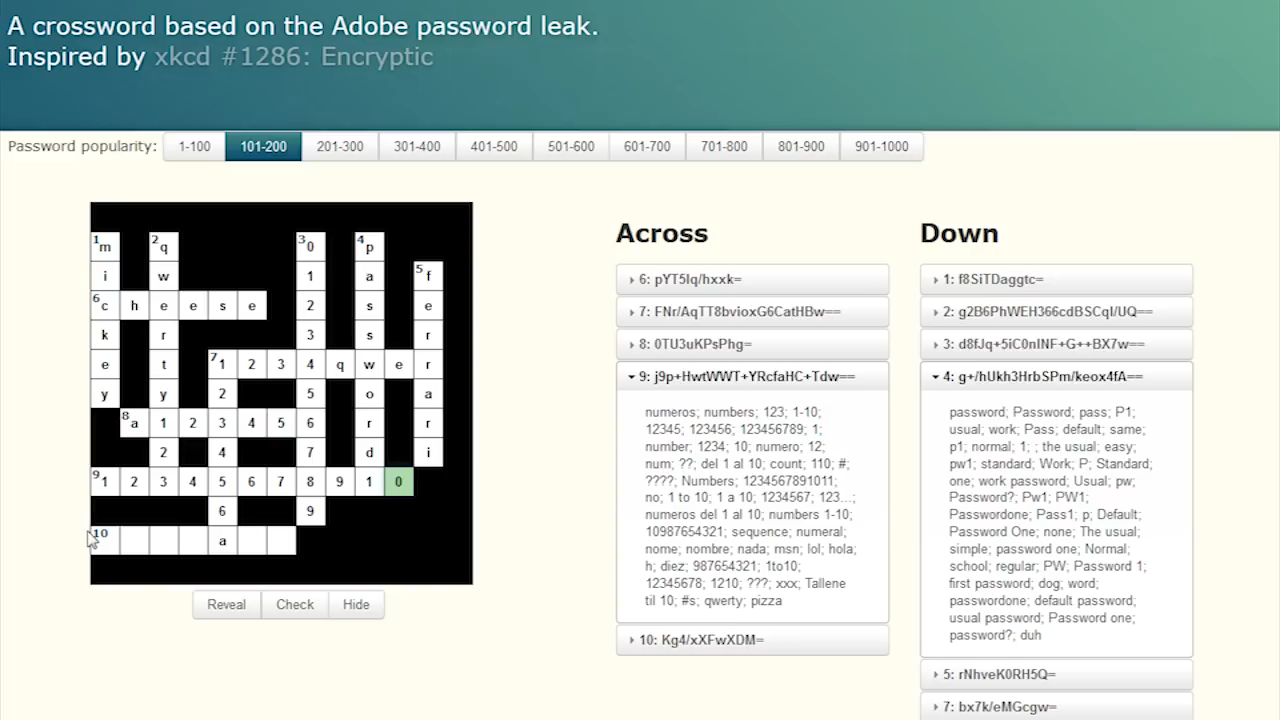 A crossword based on the Adobe password leak.
Inspired by xkcd #1286: Encryptic
Password popularity: 1-100 101-200 201-300 301-400 401-500 501-600 601-700 701-800 801-900 901-1000
Across
6: pYT5Iq/hxxk=
7: FNr/AqTT8bvioxG6CatHBw==
8: 0TU3uKPsPhg=
9: j9p+HwtWWT+YRcfaHC+Tdw==
numeros; numbers; 123; 1-10;
12345; 123456; 123456789; 1;
number; 1234; 10; numero; 12;
num; ??; del 1 al 10; count; 110; #;
????; Numbers; 1234567891011;
no; 1 to 10; 1 a 10; 1234567; 123...;
numeros del 1 al 10; numbers 1-10;
10987654321; sequence; numeral;
nome; nombre; nada; msn; lol; hola;
h; diez; 987654321; 1to10;
12345678; 1210; ???; xxx; Tallene
til 10; #s; qwerty; pizza
10: Kg4/xXFwXDM=
Down
1: f8SiTDaggtc=
2: g2B6PhWEH366cdBSCql/UQ==
3: d8fJq+5iC0nINF+G++BX7w==
4: g+/hUkh3HrbSPm/keox4fA==
password; Password; pass; P1;
usual; work; Pass; default; same;
p1; normal; 1; ; the usual; easy;
pw1; standard; Work; P; Standard;
one; work password; Usual; pw;
Password?; Pw1; PW1;
Passwordone; Pass1; p; Default;
Password One; none; The usual;
simple; password one; Normal;
school; regular; PW; Password 1;
first password; dog; word;
passwordone; default password;
usual password; Password one;
password?; duh
5: rNhveK0RH5Q=
7: bx7k/eMGcgw=
1 m 2 q 3 0 4 p
i w 1 a 5 f
6 c h e e s e 2 s e
k r 3 s r
e t 7 1 2 3 4 q w e r
y y 2 5 o a
8 a 1 2 3 4 5 6 r r
2 4 7 d i
9 1 2 3 4 5 6 7 8 9 1 0
6 9
10 a
Reveal Check Hide